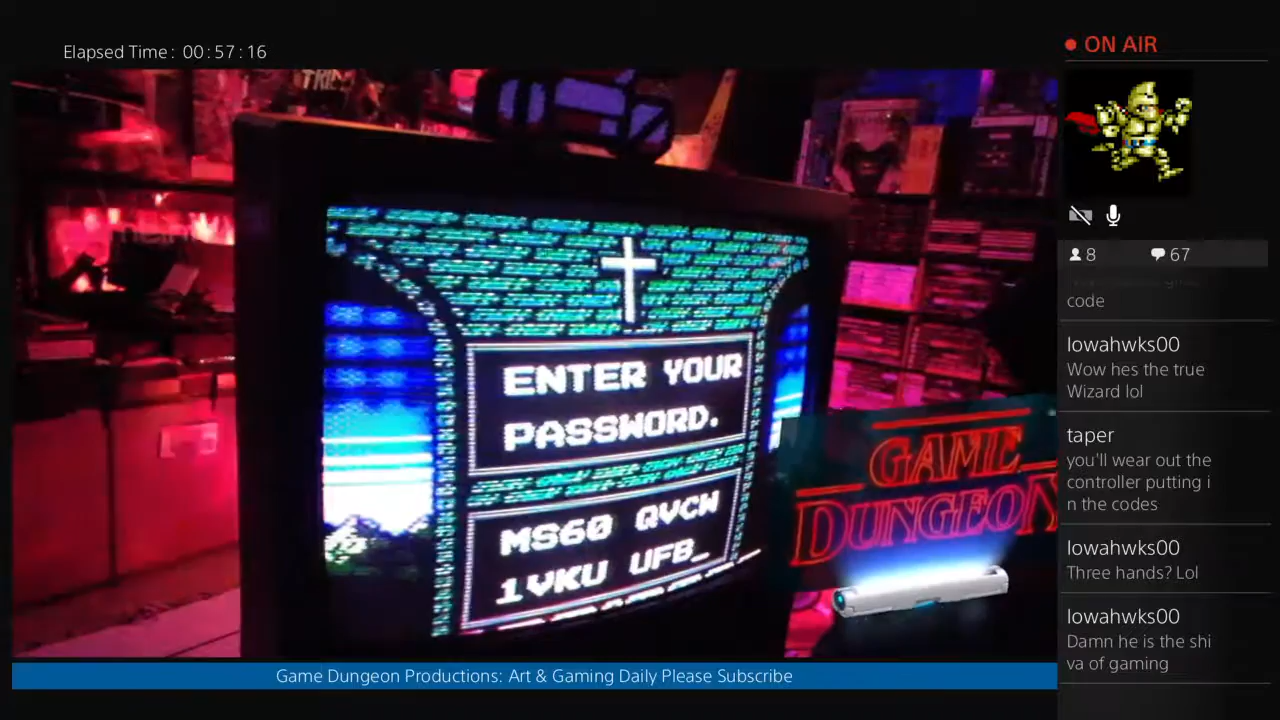 Elapsed Time: 00:57:16
ON AIR
8
67
code
lowahwks00
Wow hes the true
Wizard lol
taper
you'll wear out the
controller putting i
n the codes
lowahwks00
Three hands? Lol
lowahwks00
Damn he is the shi
va of gaming
ENTER YOUR
PASSWORD.
MS60 QVCW
1VKU UFB_
GAME
DUNGEON
Game Dungeon Productions: Art & Gaming Daily Please Subscribe